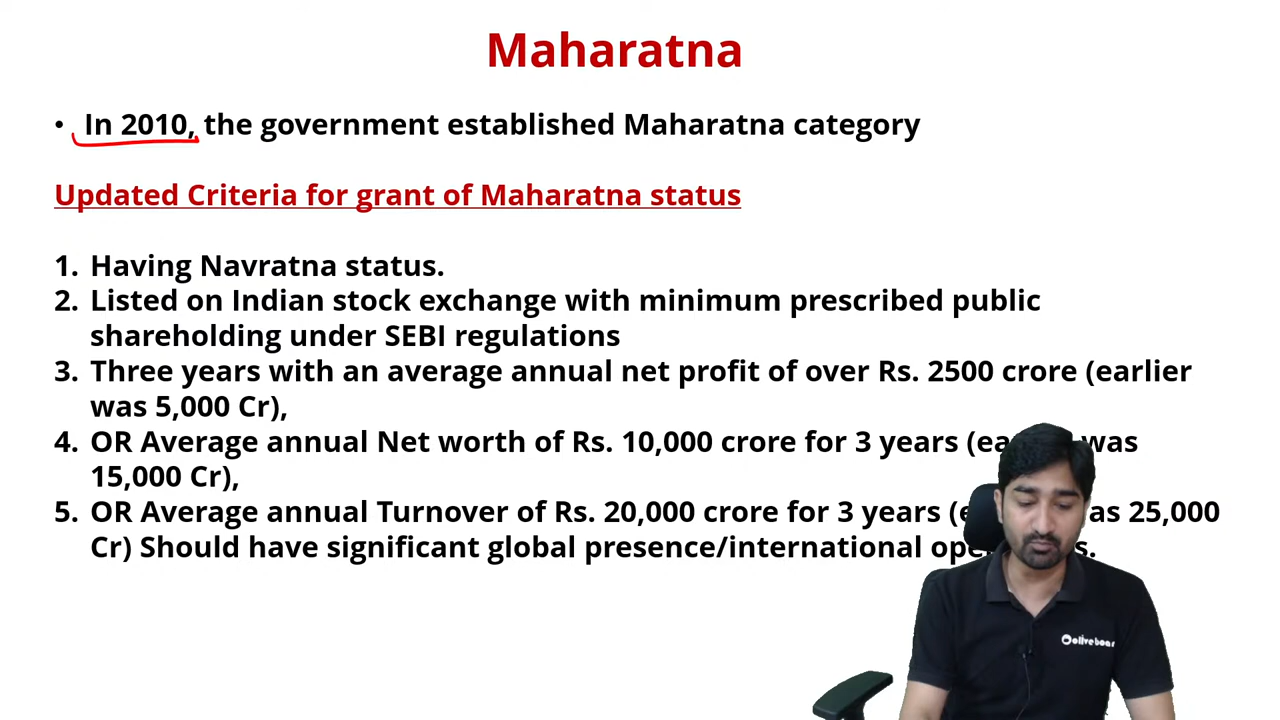 Maharatna
• In 2010, the government established Maharatna category
Updated Criteria for grant of Maharatna status
1. Having Navratna status.
2. Listed on Indian stock exchange with minimum prescribed public
shareholding under SEBI regulations
3. Three years with an average annual net profit of over Rs. 2500 crore (earlier
was 5,000 Cr),
4. OR Average annual Net worth of Rs. 10,000 crore for 3 years was
15,000 Cr),
5. OR Average annual Turnover of Rs. 20,000 crore for 3 years 25,000
Cr) Should have significant global presence/international
oliveboard